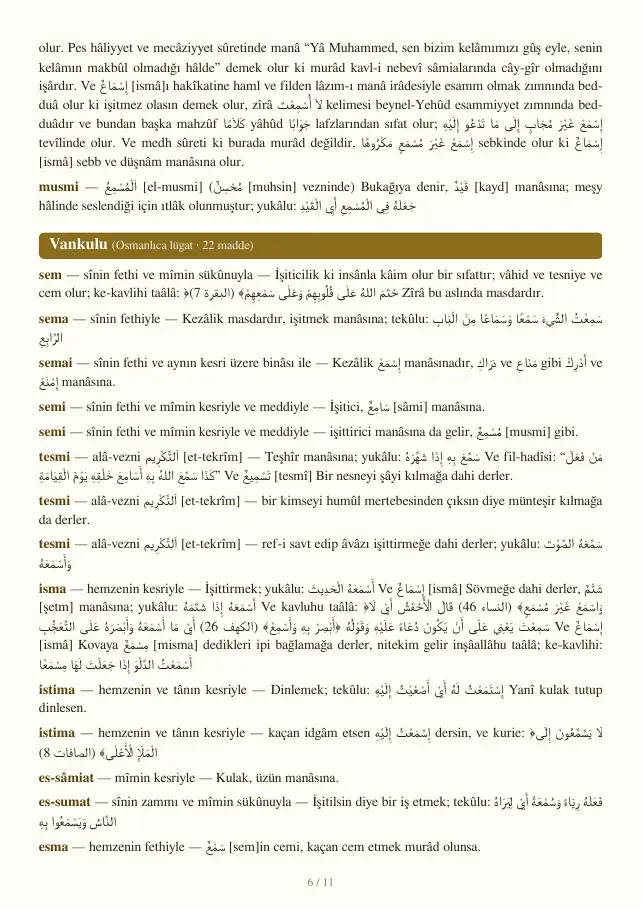 olur. Pes hâliyyet ve mecâziyyet sûretinde manâ “Yâ Muhammed, sen bizim kelâmımızı gûş eyle, senin
kelâmın makbûl olmadığı hâlde” demek olur ki murâd kavl-i nebevî sâmialarında cây-gîr olmadığını
işârdır. Ve إِسْمَاعٌ [ismâ]ı hakîkatine haml ve filden lâzım-ı manâ irâdesiyle esamm olmak zımnında bed-
duâ olur ki işitmez olasın demek olur, zîrâ لاَ أُسْمِعْتَ kelimesi beynel-Yehûd esammiyyet zımnında bed-
duâdır ve bundan başka mahzûf كَلاَمًا yâhûd جَوَابًا lafzlarından sıfat olur; إِسْمَعْ غَيْرَ مُجَابٍ إِلَى مَا تَدْعُو إِلَيْهِ
tevîlinde olur. Ve medh sûreti ki burada murâd değildir, إِسْمَعْ غَيْرَ مُسْمَعٍ مَكْرُوهًا sebkinde olur ki إِسْمَاعٌ
[ismâ] sebb ve düşnâm manâsına olur.
musmi — اَلْمُسْمِعُ [el-musmi] (مُحْسِنٌ [muhsin] vezninde) Bukağıya denir, قَيْدٌ [kayd] manâsına; meşy
hâlinde seslendiği için ıtlâk olunmuştur; yukâlu: جَعَلَهُ فِي الْمُسْمِعِ أَيِ الْقَيْدِ
Vankulu (Osmanlıca lügat · 22 madde)
sem — sînin fethi ve mîmin sükûnuyla — İşiticilik ki insânla kâim olur bir sıfattır; vâhid ve tesniye ve
cem olur; ke-kavlihi taâlâ: ﴿خَتَمَ اللهُ عَلَى قُلُوبِهِمْ وَعَلَى سَمْعِهِمْ﴾ (البقرة 7) Zîrâ bu aslında masdardır.
sema — sînin fethiyle — Kezâlik masdardır, işitmek manâsına; tekûlu: سَمِعْتُ الشَّيْءَ سَمْعًا وَسَمَاعًا مِنَ الْبَابِ
الرَّابِعِ
semai — sînin fethi ve aynın kesri üzere binâsı ile — Kezâlik إِسْمَعْ manâsınadır, دَرَاكِ ve مَنَاعِ gibi أَدْرِكْ ve
إِمْنَعْ manâsına.
semi — sînin fethi ve mîmin kesriyle ve meddiyle — İşitici, سَامِعٌ [sâmi] manâsına.
semi — sînin fethi ve mîmin kesriyle ve meddiyle — işittirici manâsına da gelir, مُسْمِعٌ [musmi] gibi.
tesmi — alâ-vezni اَلتَّكْرِيم [et-tekrîm] — Teşhîr manâsına; yukâlu: سَمَّعَ بِهِ إِذَا شَهَّرَهُ Ve fil-hadîsi: “مَنْ فَعَلَ
كَذَا سَمَّعَ اللهُ بِهِ أَسَامِعَ خَلْقِهِ يَوْمَ الْقِيَامَةِ” Ve تَسْمِيعٌ [tesmî] Bir nesneyi şâyi kılmağa dahi derler.
tesmi — alâ-vezni اَلتَّكْرِيم [et-tekrîm] — bir kimseyi humûl mertebesinden çıksın diye münteşir kılmağa
da derler.
tesmi — alâ-vezni اَلتَّكْرِيم [et-tekrîm] — ref-i savt edip âvâzı işittirmeğe dahi derler; yukâlu: سَمَّعَهُ الصَّوْتَ
وَأَسْمَعَهُ
isma — hemzenin kesriyle — İşittirmek; yukâlu: أَسْمَعَهُ الْحَدِيثَ Ve إِسْمَاعٌ [ismâ] Sövmeğe dahi derler, شَتْمٌ
[şetm] manâsına; yukâlu: أَسْمَعَهُ إِذَا شَتَمَهُ Ve kavluhu taâlâ: ﴿وَاسْمَعْ غَيْرَ مُسْمَعٍ﴾ (النساء 46) قَالَ الْأَخْفَشُ أَيْ لَا
سَمِعْتَ يَعْنِي عَلَى أَن يَكُونَ دُعَاءً عَلَيْهِ وَقَوْلُهُ ﴿أَبْصِرْ بِهِ وَأَسْمِعْ﴾ (الكهف 26) أَيْ مَا أَسْمَعَهُ وَأَبْصَرَهُ عَلَى التَّعَجُّبِ Ve إِسْمَاعٌ
[ismâ] Kovaya مِسْمَعٌ [misma] dedikleri ipi bağlamağa derler, nitekim gelir inşâallâhu taâlâ; ke-kavlihi:
أَسْمَعْتُ الدَّلْوَ إِذَا جَعَلْتَ لَهَا مِسْمَعًا
istima — hemzenin ve tânın kesriyle — Dinlemek; tekûlu: إِسْتَمَعْتُ لَهُ أَيْ أَصْغَيْتُ إِلَيْهِ Yanî kulak tutup
dinlesen.
istima — hemzenin ve tânın kesriyle — kaçan idgâm etsen إِسَّمَعْتُ إِلَيْهِ dersin, ve kurie: ﴿لَا يَسَّمَّعُونَ إِلَى
الْمَلَإِ الْأَعْلَى﴾ (الصافات 8)
es-sâmiat — mîmin kesriyle — Kulak, üzün manâsına.
es-sumat — sînin zammı ve mîmin sükûnuyla — İşitilsin diye bir iş etmek; tekûlu: فَعَلَهُ رِيَاءً وَسُمْعَةً أَيْ لِيَرَاهُ
النَّاسُ وَيَسْمَعُوا بِهِ
esma — hemzenin fethiyle — سَمْعٌ [sem]in cemi, kaçan cem etmek murâd olunsa.
6 / 11